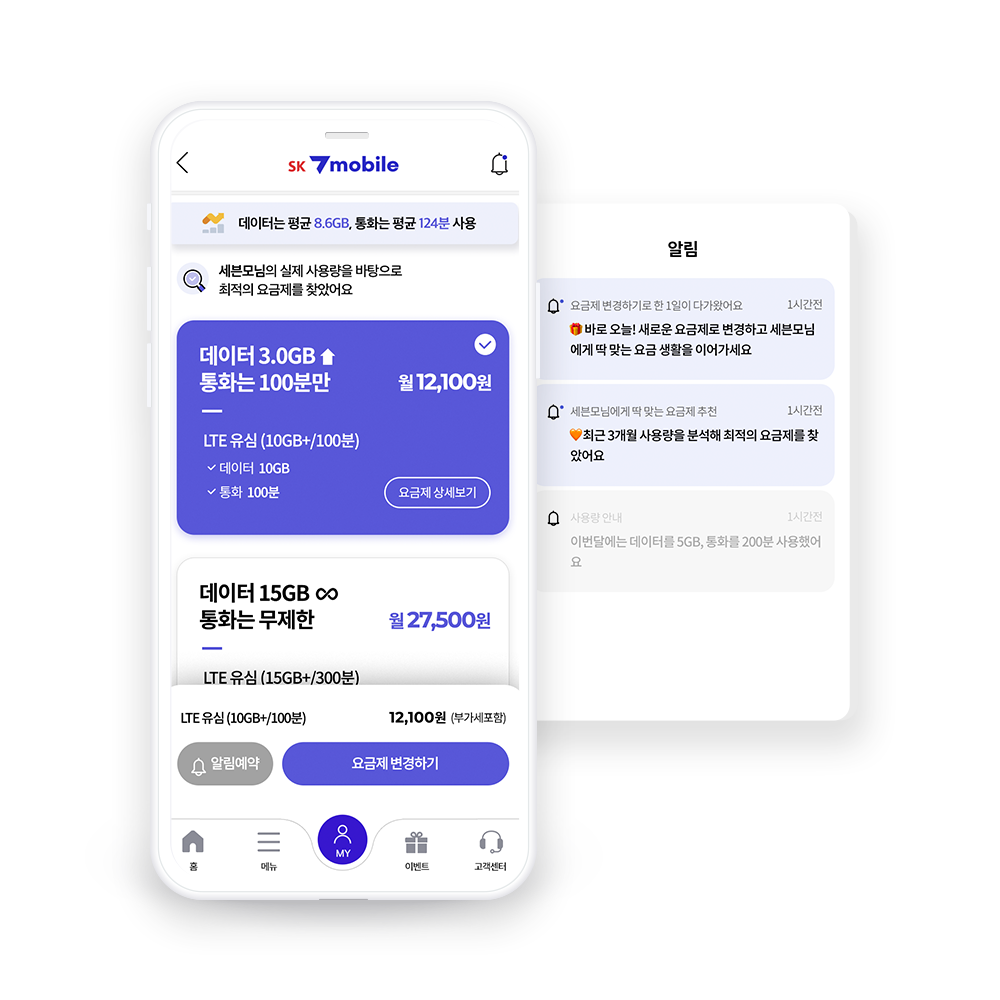 SK 7mobile
데이터는 평균 8.6GB, 통화는 평균 124분 사용
세븐모님의 실제 사용량을 바탕으로
최적의 요금제를 찾았어요
데이터 3.0GB
통화는 100분만
월 12,100원
LTE 유심 (10GB+/100분)
데이터 10GB
통화 100분
요금제 상세보기
데이터 15GB ∞
통화는 무제한
월 27,500원
LTE 유심 (15GB+/300분)
LTE 유심 (10GB+/100분)
12,100원 (부가세포함)
알림예약
요금제 변경하기
홈
메뉴
MY
이벤트
고객센터
알림
요금제 변경하기로 한 1일이 다가왔어요
1시간전
🎁바로 오늘! 새로운 요금제로 변경하고 세븐모님
에게 딱 맞는 요금 생활을 이어가세요
세븐모님에게 딱 맞는 요금제 추천
1시간전
🧡최근 3개월 사용량을 분석해 최적의 요금제를 찾
았어요
사용량 안내
1시간전
이번달에는 데이터를 5GB, 통화를 200분 사용했어
요